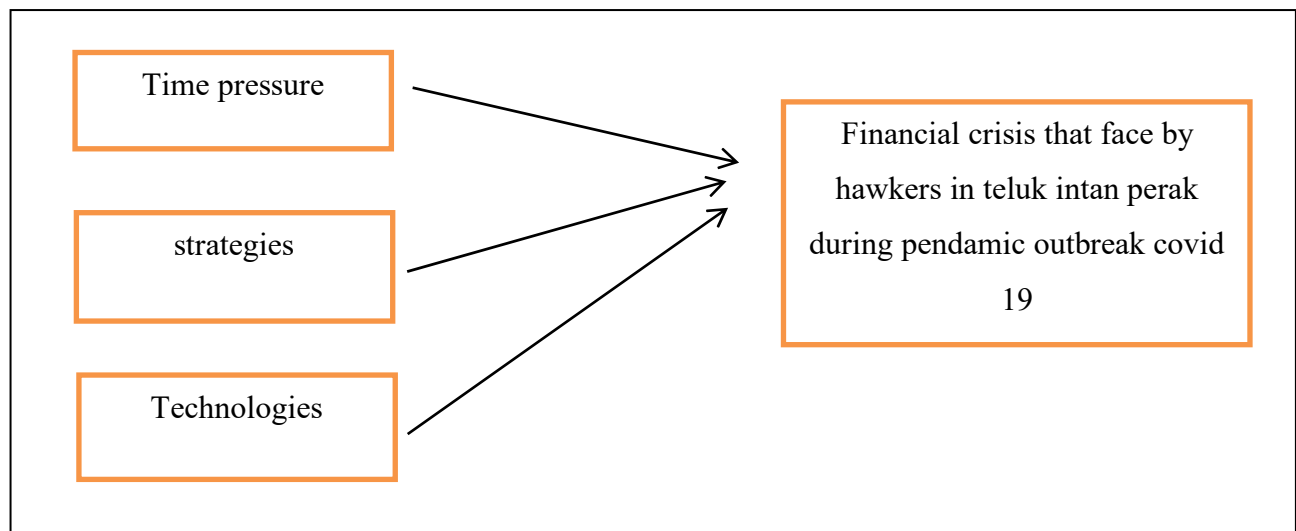 Time pressure
strategies
Technologies
Financial crisis that face by
hawkers in teluk intan perak
during pendamic outbreak covid
19